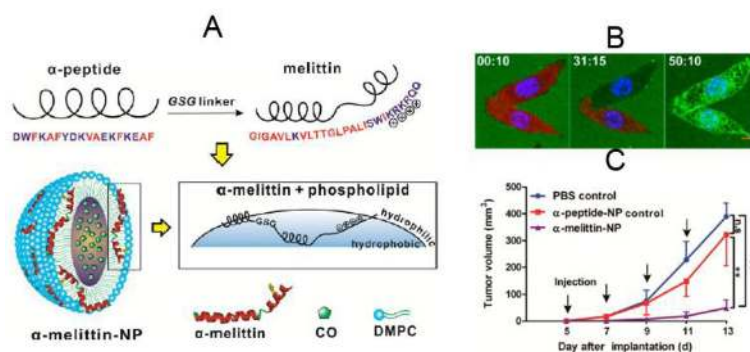 A
α-peptide
melittin
GSG linker
DWFKAFYDKVAEKFKEAF
GIGAVLKVLTTGLPALISWIKRKRQQ
α-melittin + phospholipid
GSG
hydrophilic
hydrophobic
α-melittin-NP
α-melittin
CO
DMPC
B
00:10
31:15
50:10
C
Tumor volume (mm³)
500
400
300
200
100
0
PBS control
α-peptide-NP control
α-melittin-NP
Injection
n.s
**
5
7
9
11
13
Day after implantation (d)